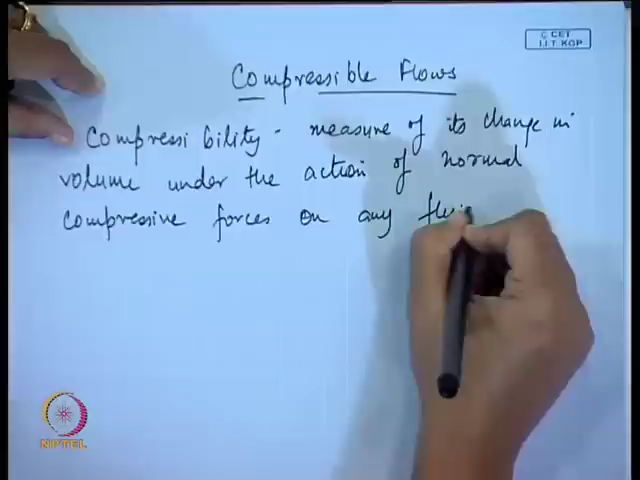 © CET
I.I.T. KGP
Compressible Flows
Compressibility - measure of its change in
volume under the action of normal
compressive forces on any
NPTEL